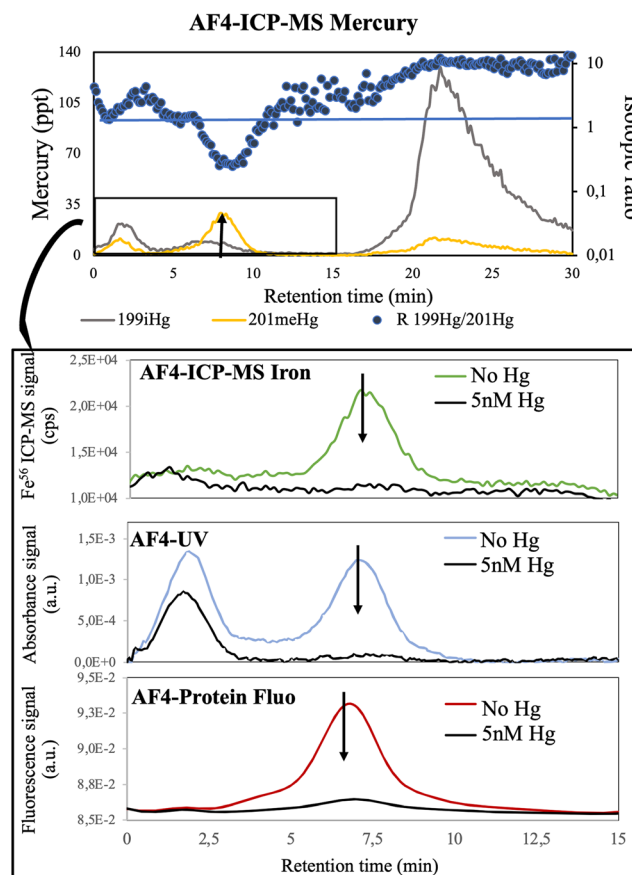 AF4-ICP-MS Mercury
Mercury (ppt)
140
105
70
35
0
10
1
0,1
0,01
Isotopic ratio
0 5 10 15 20 25 30
Retention time (min)
199iHg 201meHg R 199Hg/201Hg
Fe⁵⁶ ICP-MS signal
(cps)
2,5E+04
2,0E+04
1,5E+04
1,0E+04
AF4-ICP-MS Iron
No Hg
5nM Hg
Absorbance signal
(a.u.)
1,5E-3
1,0E-3
5,0E-4
0,0E+0
AF4-UV
No Hg
5nM Hg
Fluorescence signal
(a.u.)
9,5E-2
9,3E-2
9,0E-2
8,8E-2
8,5E-2
AF4-Protein Fluo
No Hg
5nM Hg
0 2,5 5 7,5 10 12,5 15
Retention time (min)